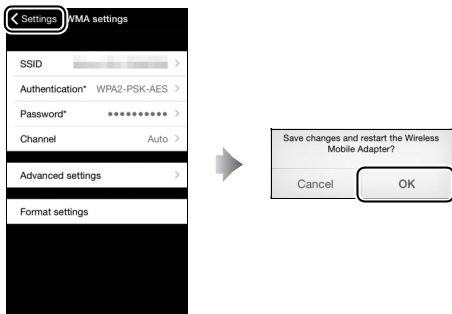 Settings WMA settings
SSID
Authentication* WPA2-PSK-AES
Password* ••••••••••
Channel Auto
Advanced settings
Format settings
Save changes and restart the Wireless
Mobile Adapter?
Cancel OK